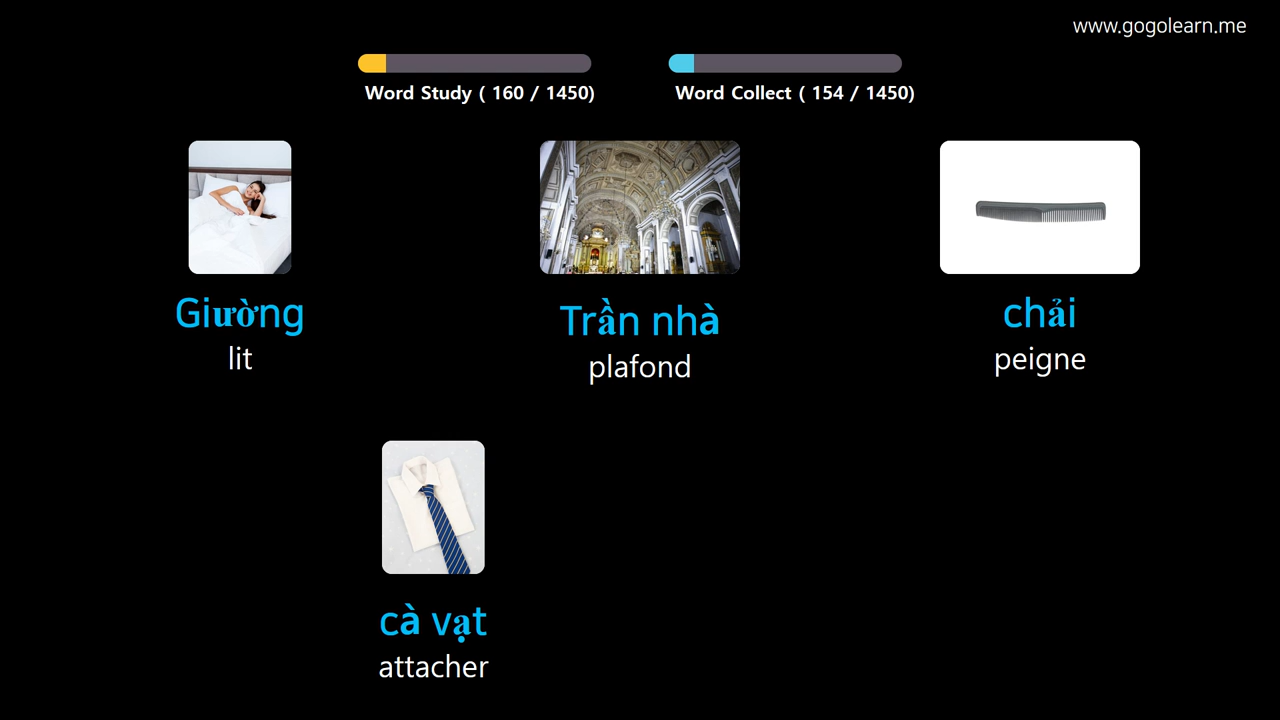 www.gogolearn.me
Word Study ( 160 / 1450)
Word Collect ( 154 / 1450)
Giường
lit
Trần nhà
plafond
chải
peigne
cà vạt
attacher